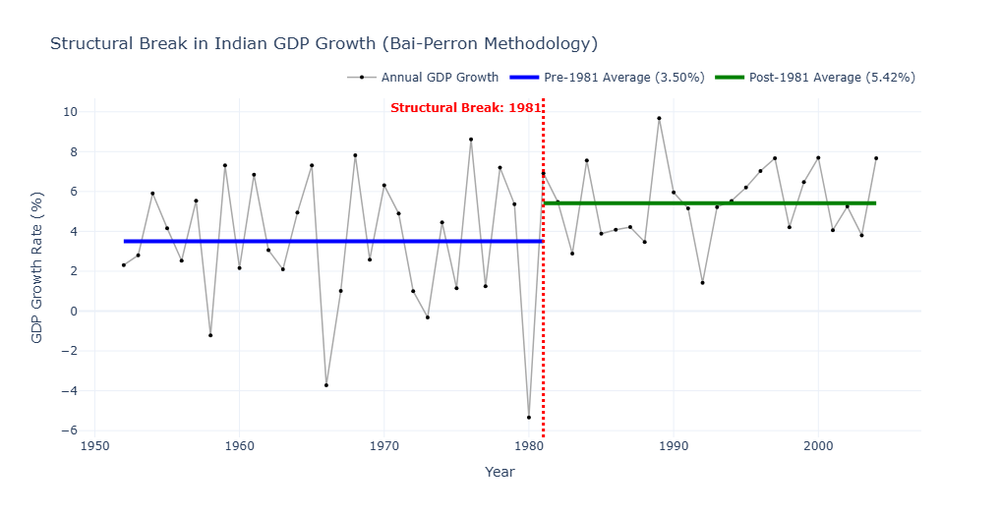 Structural Break in Indian GDP Growth (Bai-Perron Methodology)
Annual GDP Growth
Pre-1981 Average (3.50%)
Post-1981 Average (5.42%)
Structural Break: 1981
GDP Growth Rate (%)
10
8
6
4
2
0
−2
−4
−6
1950
1960
1970
1980
1990
2000
Year